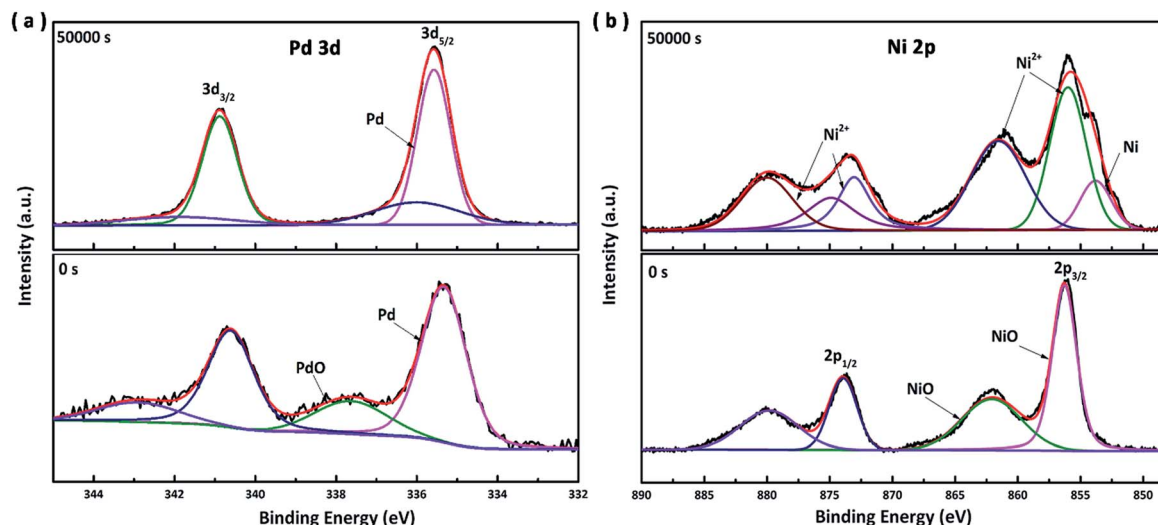 ( a )
50000 s
Pd 3d
3d5/2
3d3/2
Pd
0 s
Pd
PdO
Intensity (a.u.)
Intensity (a.u.)
344 342 340 338 336 334 332
Binding Energy (eV)
( b )
50000 s
Ni 2p
Ni2+
Ni2+
Ni
0 s
2p3/2
2p1/2
NiO
NiO
Intensity (a.u.)
Intensity (a.u.)
890 885 880 875 870 865 860 855 850
Binding Energy (eV)